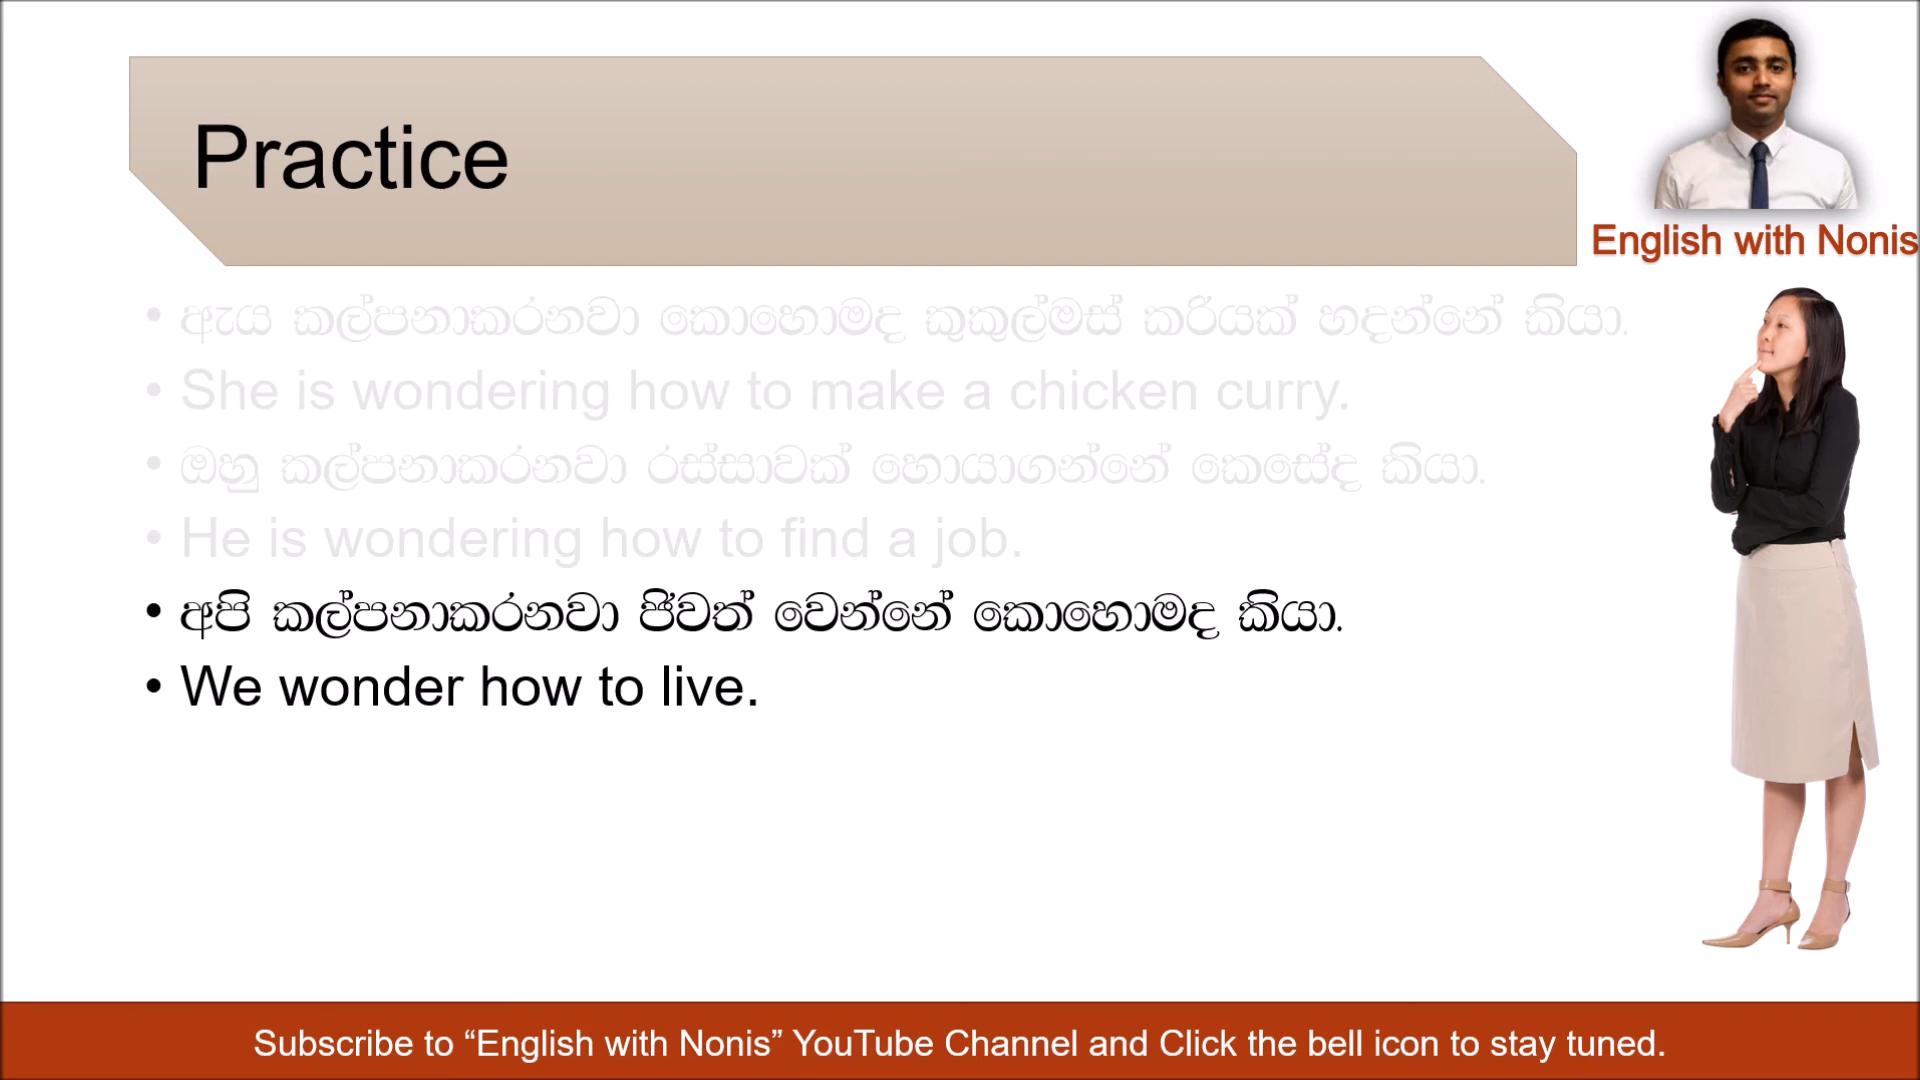 Practice
English with Nonis
• ඇය කල්පනාකරනවා කොහොමද කුකුල්මස් කරියක් හදන්නේ කියා.
• She is wondering how to make a chicken curry.
• ඔහු කල්පනාකරනවා රස්සාවක් හොයාගන්නේ කෙසේද කියා.
• He is wondering how to find a job.
• අපි කල්පනාකරනවා ජීවත් වෙන්නේ කොහොමද කියා.
• We wonder how to live.
Subscribe to “English with Nonis” YouTube Channel and Click the bell icon to stay tuned.